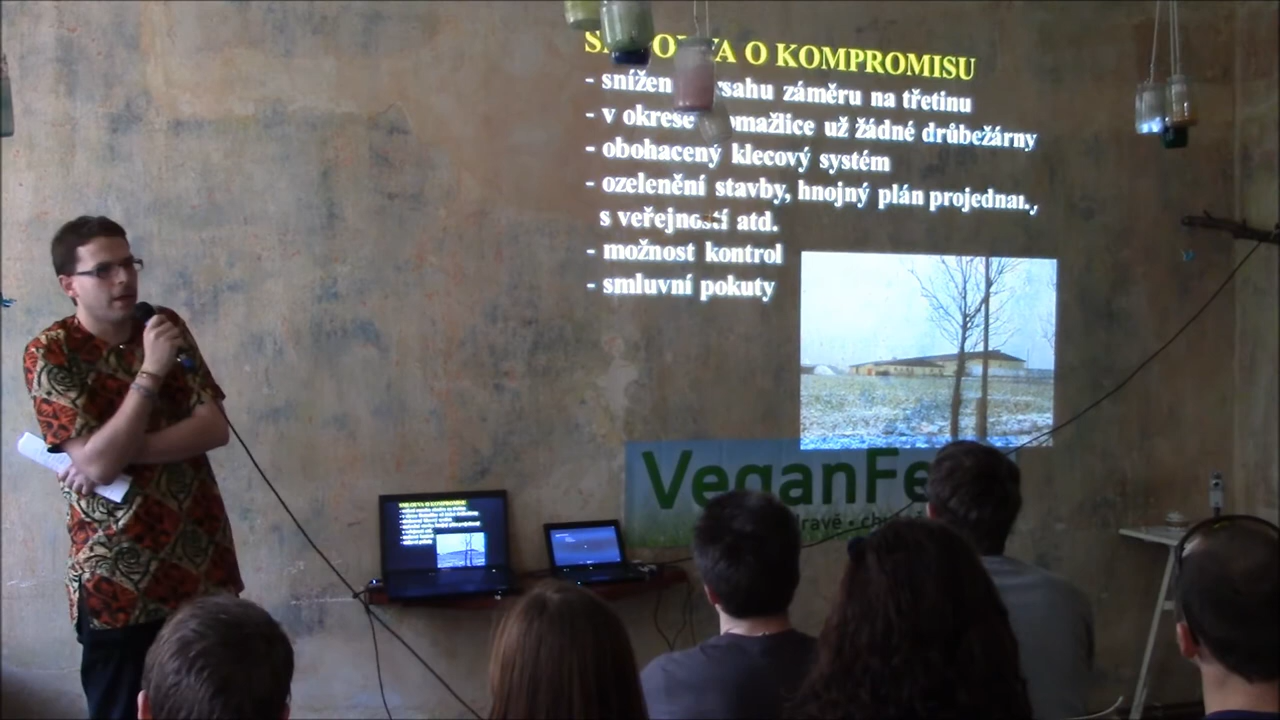 O KOMPROMISU
- na třetinu záměru
- v okrese už žádné drůbežárny
- obohacený klecový systém
- ozelenění stavby, hnojný plán
s veřejností atd.
- možnost kontrol
- smluvní pokuty
VeganFe